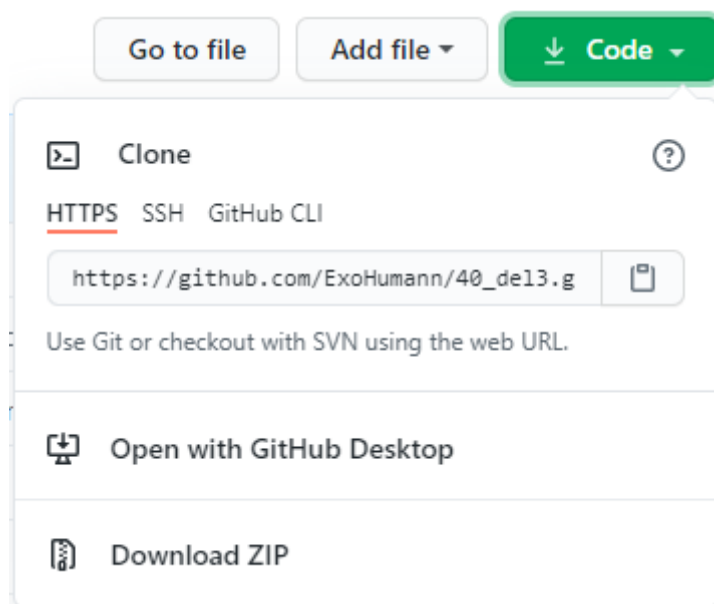 Go to file Add file Code
Clone
HTTPS SSH GitHub CLI
https://github.com/ExoHumann/40_del3.g
Use Git or checkout with SVN using the web URL.
Open with GitHub Desktop
Download ZIP